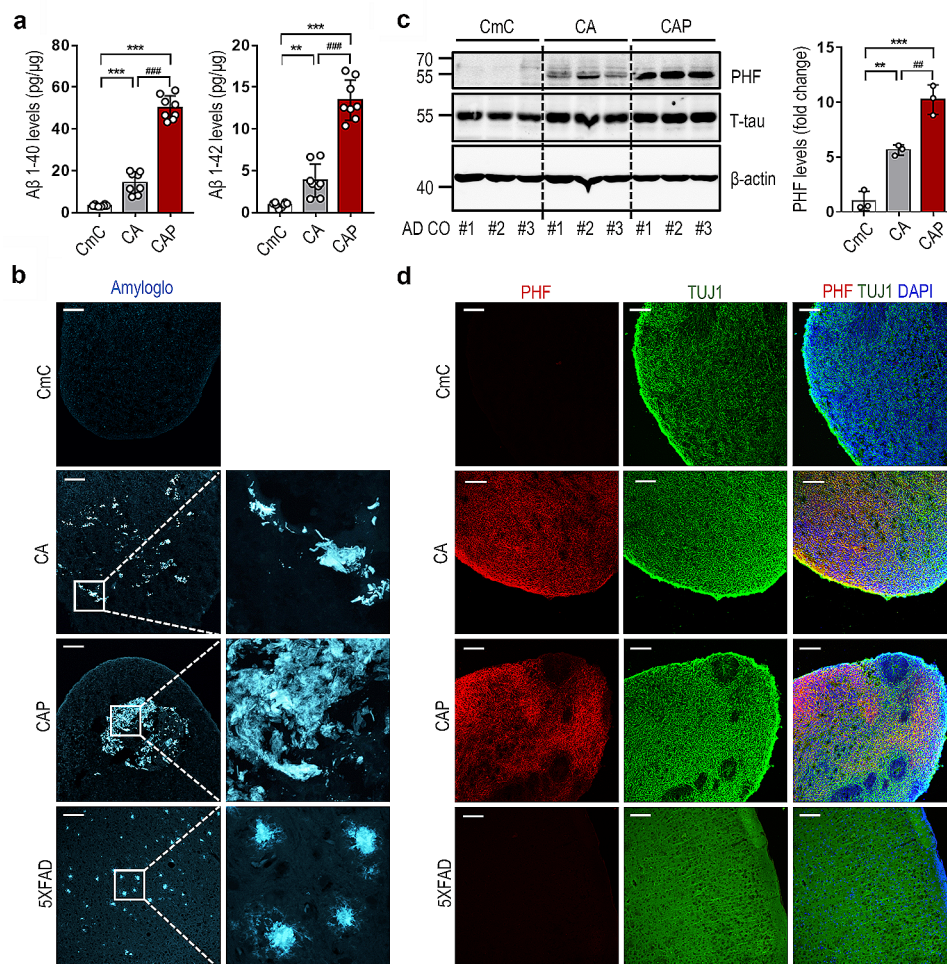 a
Aβ 1-40 levels (pg/μg)
80
60
40
20
0
***
***
###
CmC
CA
CAP
Aβ 1-42 levels (pg/μg)
20
15
10
5
0
***
**
###
CmC
CA
CAP
c
CmC CA CAP
70
55
PHF
55
T-tau
40
β-actin
AD CO #1 #2 #3 #1 #2 #3 #1 #2 #3
PHF levels (fold change)
15
10
5
0
***
**
##
CmC
CA
CAP
b
Amyloglo
CmC
CA
CAP
5XFAD
d
PHF TUJ1 PHF TUJ1 DAPI
CmC
CA
CAP
5XFAD